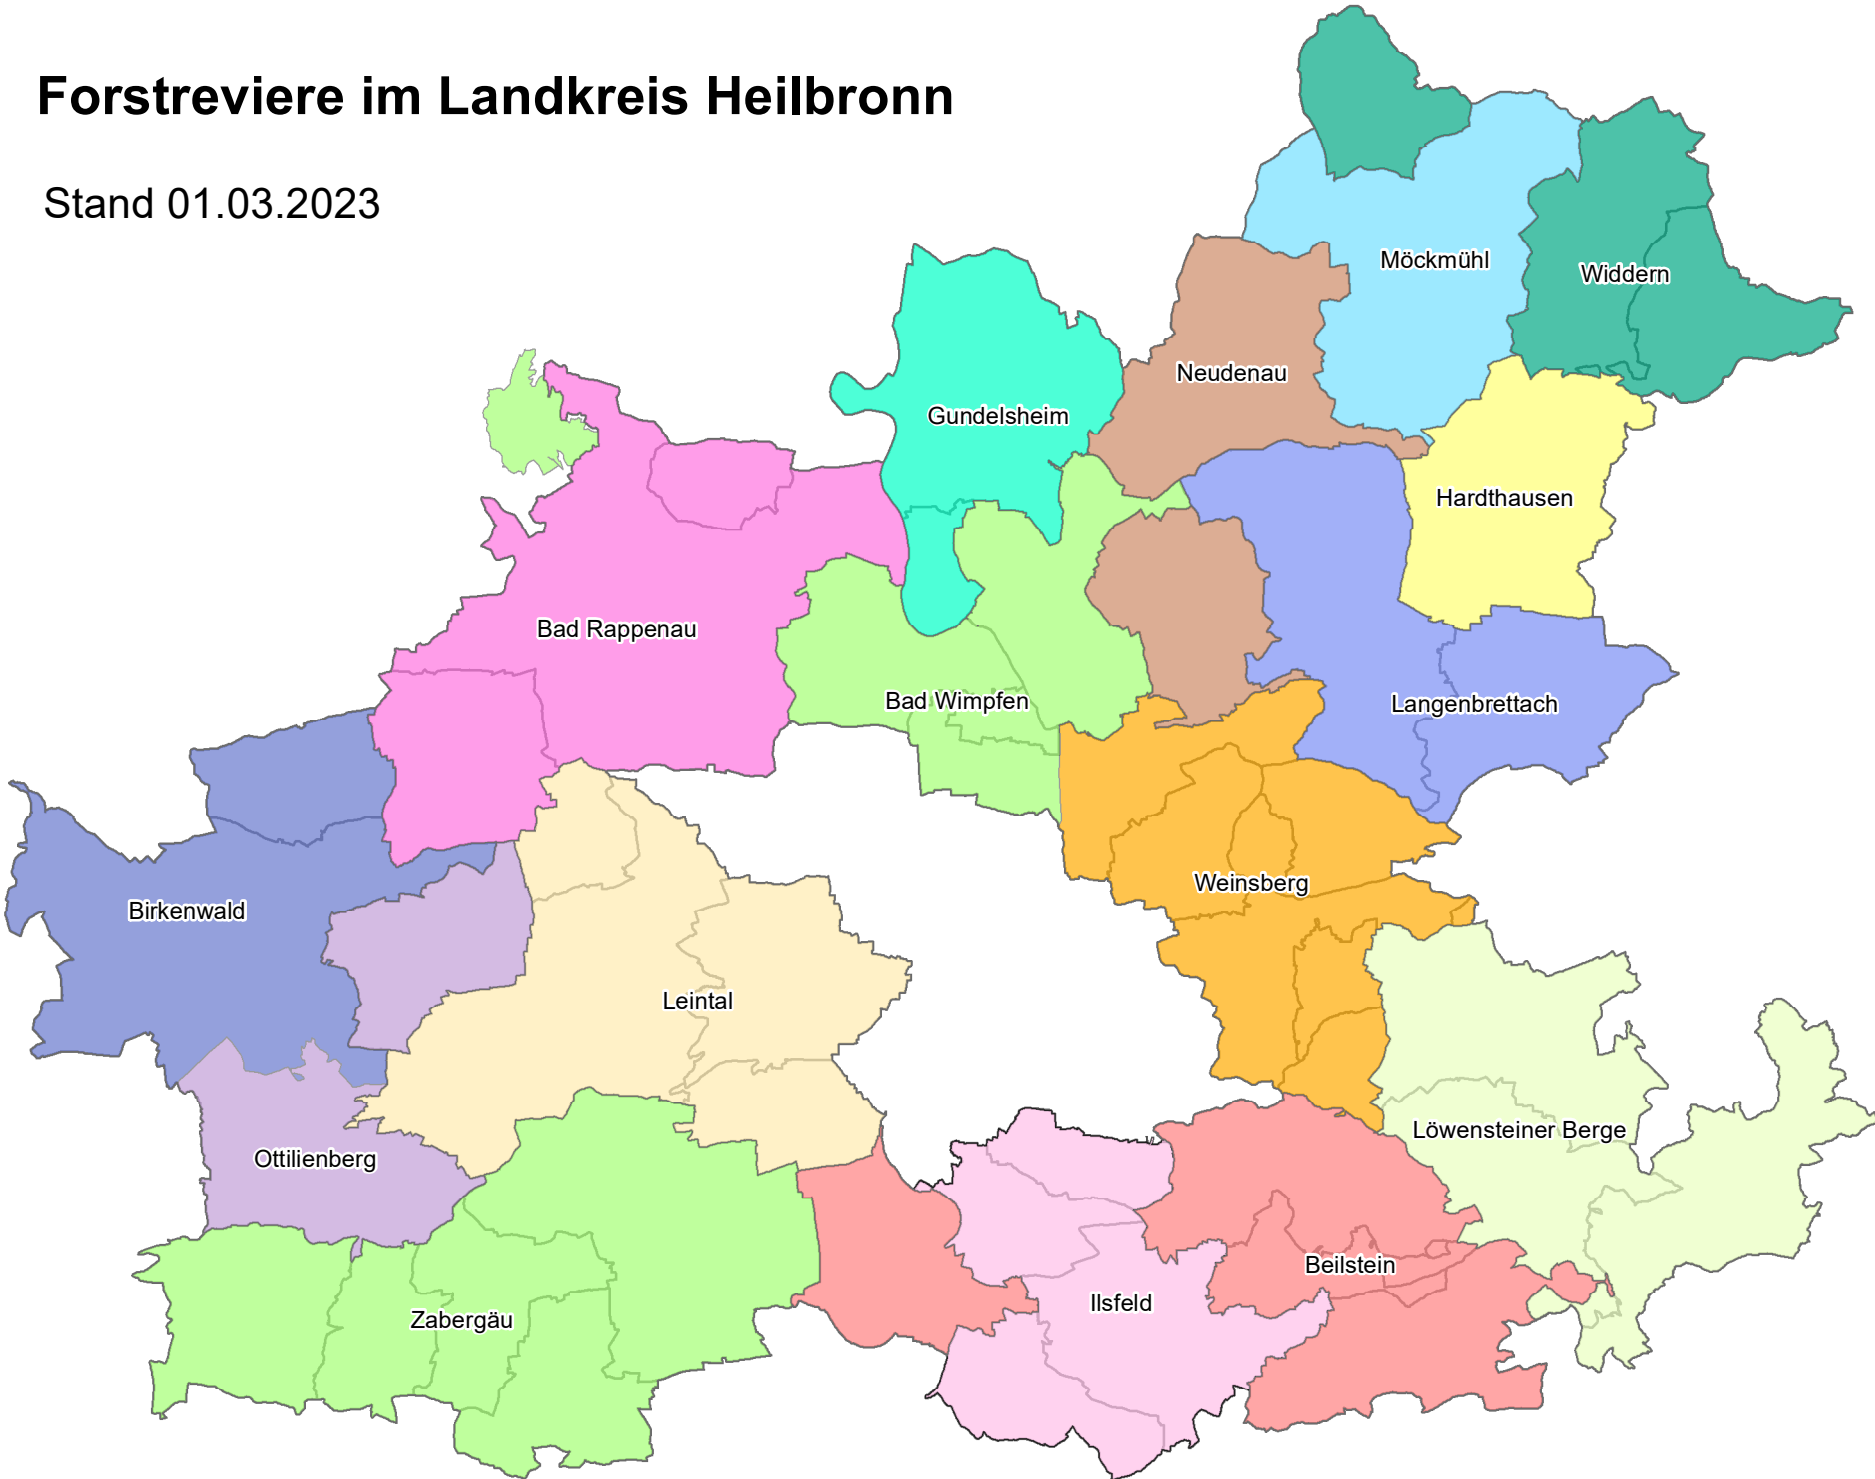 Forstreviere im Landkreis Heilbronn
Stand 01.03.2023
Möckmühl
Widdern
Neudenau
Gundelsheim
Hardthausen
Bad Rappenau
Bad Wimpfen
Langenbrettach
Weinsberg
Birkenwald
Leintal
Löwensteiner Berge
Ottilienberg
Beilstein
Ilsfeld
Zabergäu